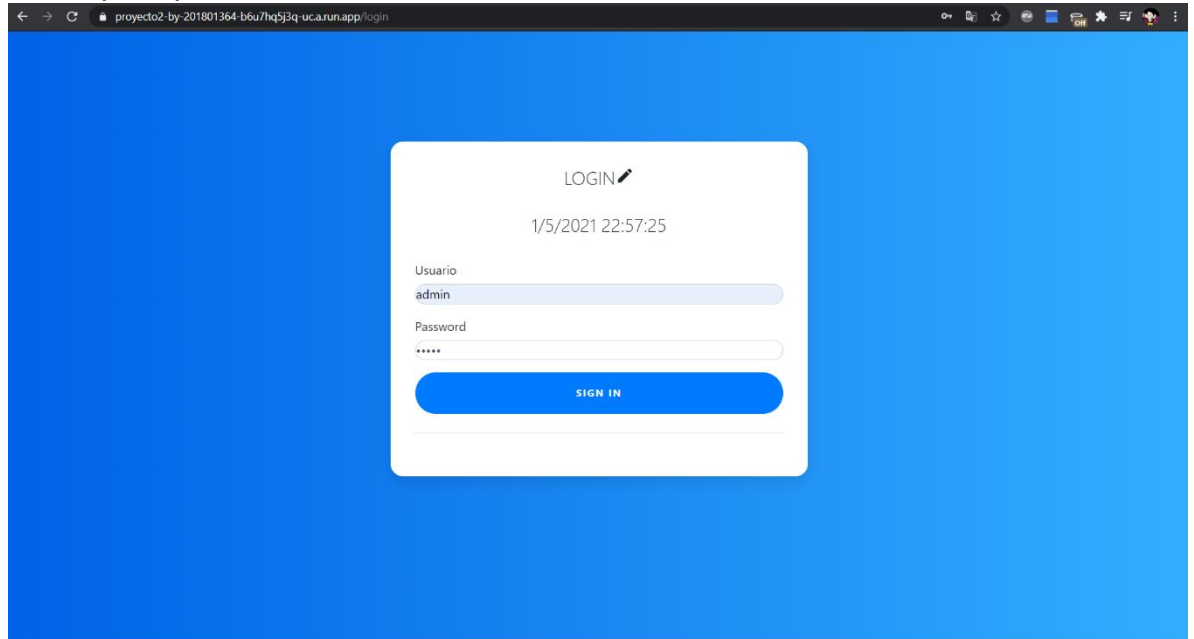 proyecto2-by-201801364-b6u7hq5j3q-uc.a.run.app/login
Off
LOGIN
1/5/2021 22:57:25
Usuario
admin
Password
•••••
SIGN IN